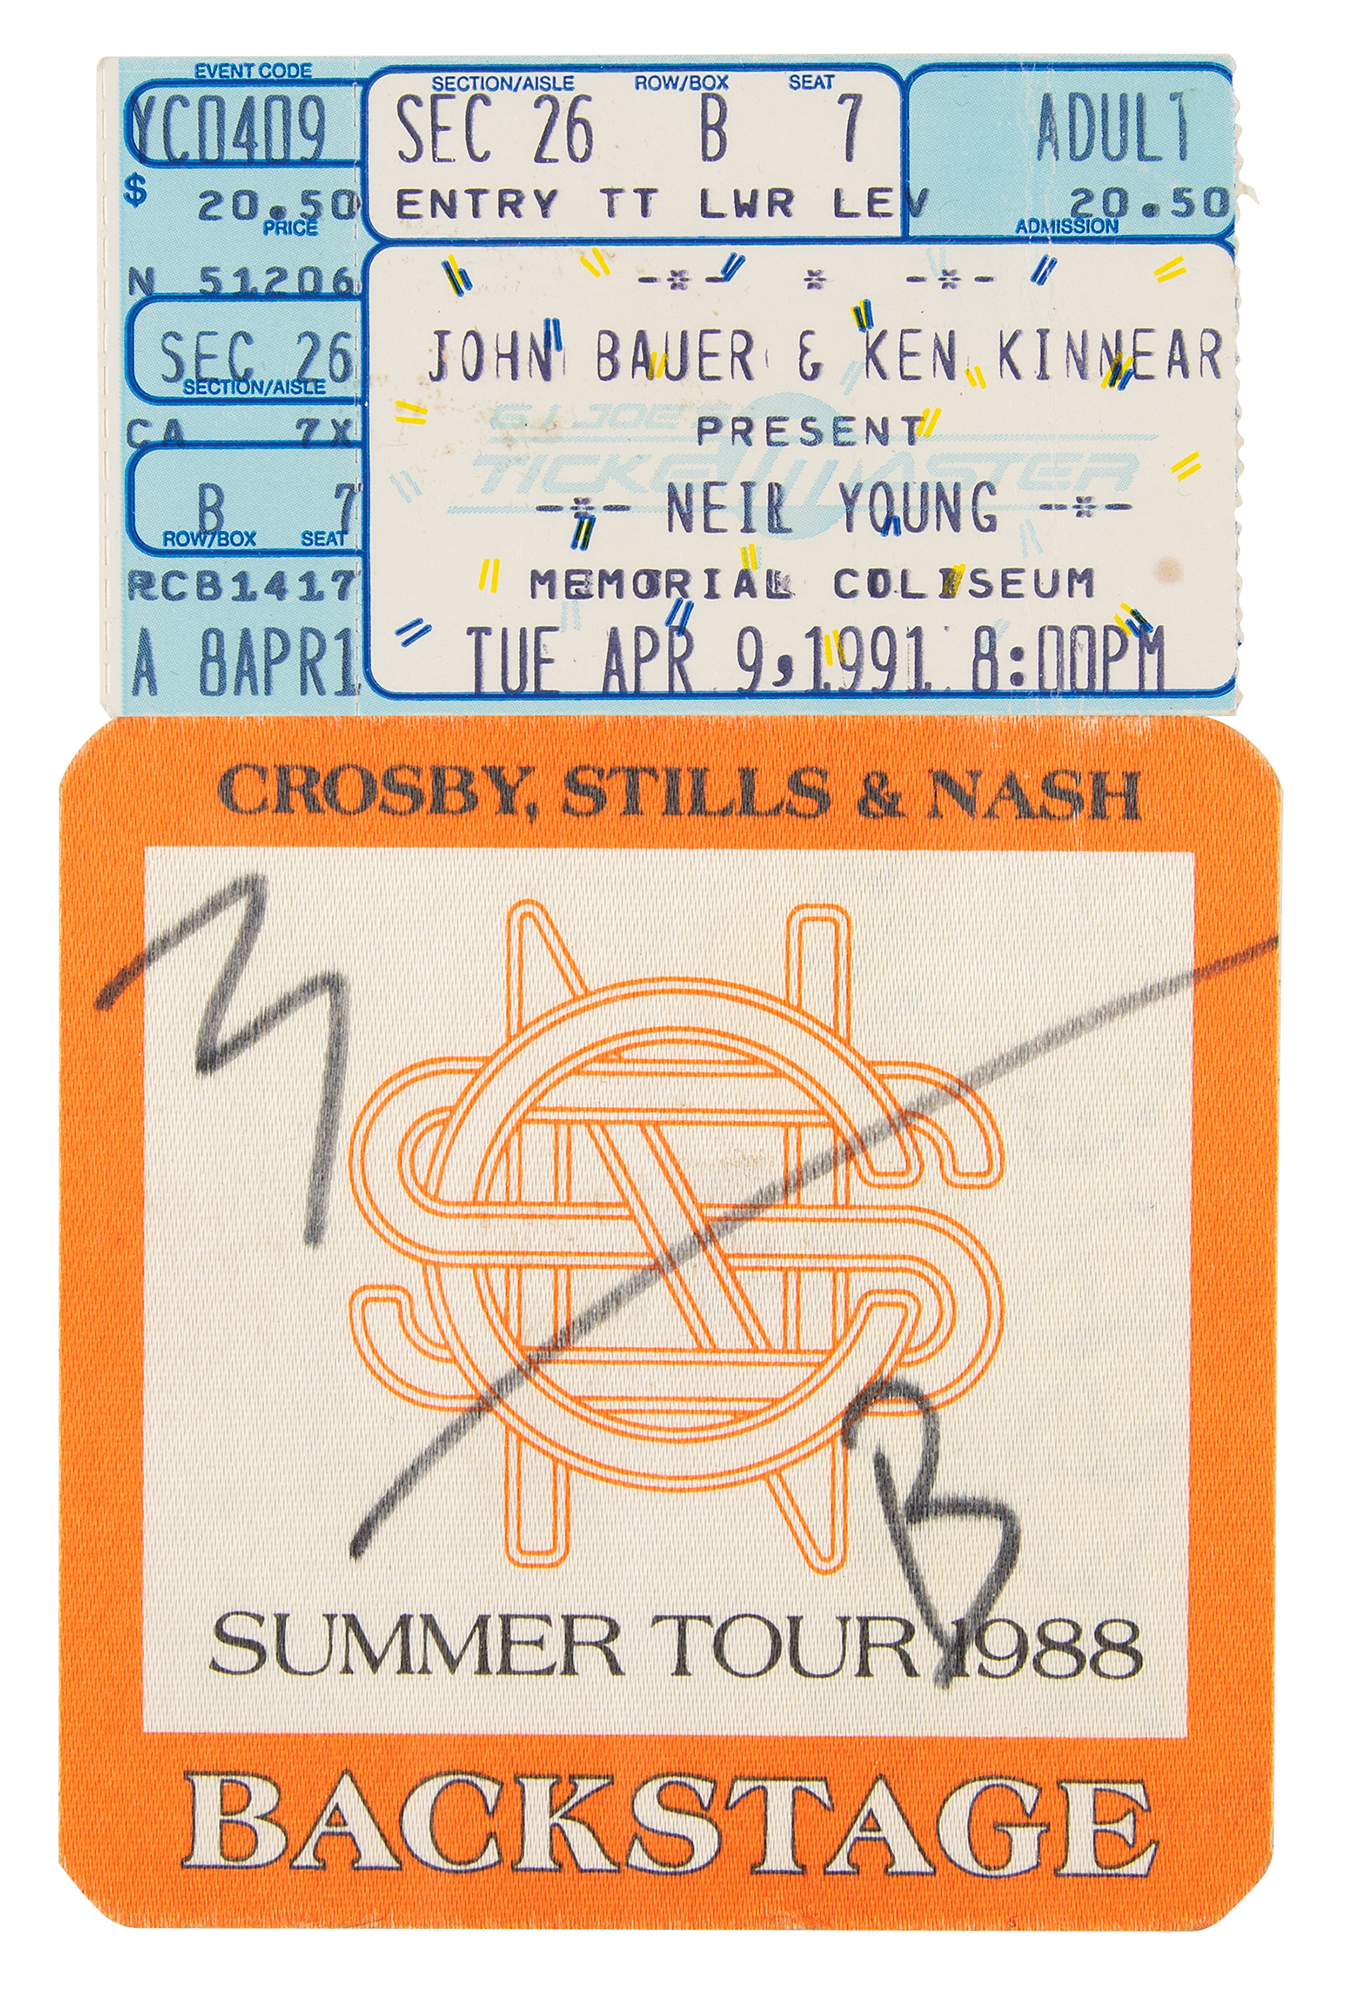 EVENT CODE
YC0409
$ 20.50
PRICE
N 51206
SEC 26
SECTION/AISLE
CA 7X
B 7
ROW/BOX SEAT
RCB1417
A 8APR1
SECTION/AISLE ROW/BOX SEAT
SEC 26 B 7 ADULT
ENTRY TT LWR LEV 20.50
ADMISSION
-*- * -*-
JOHN BAUER & KEN KINNEAR
G.I. JOE'S
PRESENT
TICKETMASTER
-*- NEIL YOUNG -*-
MEMORIAL COLISEUM
TUE APR 9,1991 8:00PM
CROSBY, STILLS & NASH
CSN
SUMMER TOUR 1988
BACKSTAGE